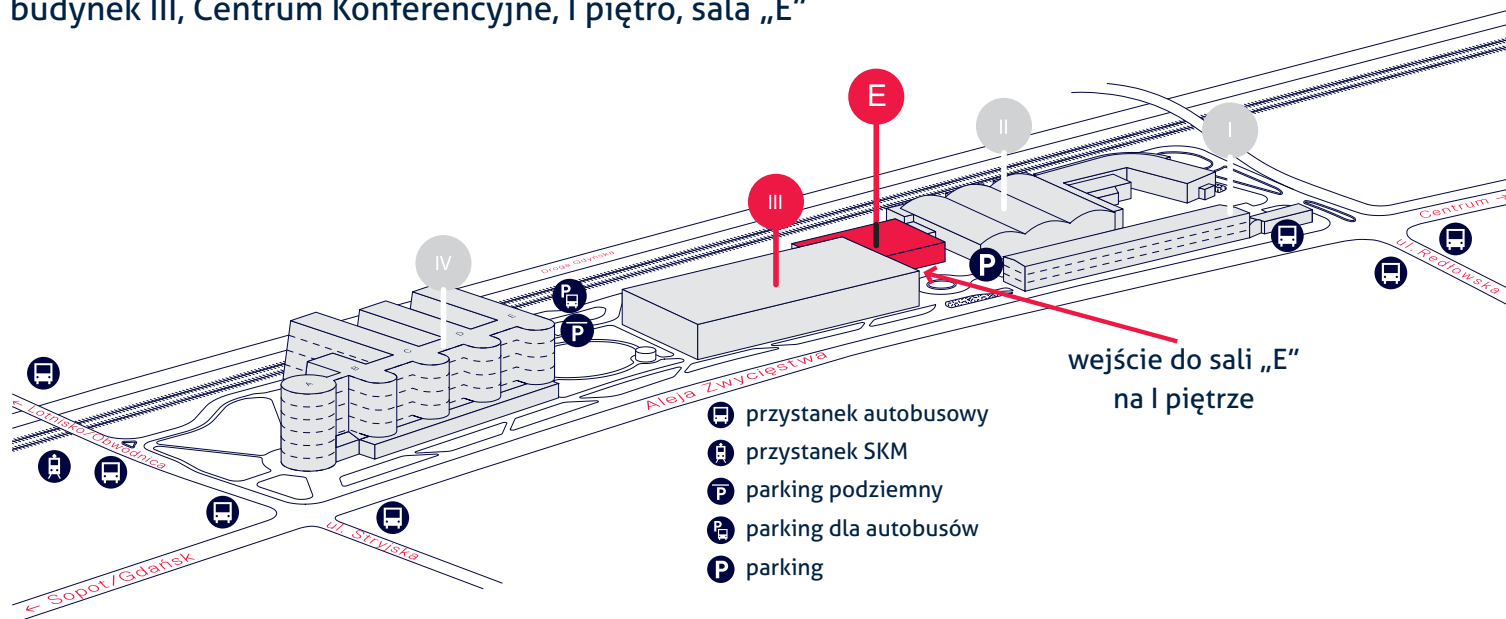 budynek III, Centrum Konferencyjne, I piętro, sala „E”
E
II
I
III
IV
Droga Gdyńska
Centrum →
ul. Redłowska
P
P
P
E
D
C
B
A
Aleja Zwycięstwa
wejście do sali „E”
na I piętrze
← Lotnisko/Obwodnica
ul. Stryjska
← Sopot/Gdańsk
przystanek autobusowy
przystanek SKM
P parking podziemny
P parking dla autobusów
P parking